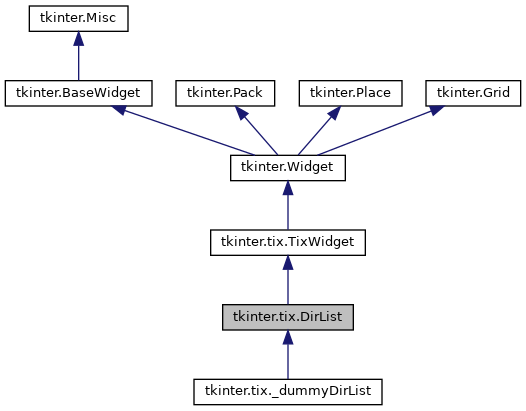 tkinter.Misc
tkinter.BaseWidget
tkinter.Pack
tkinter.Place
tkinter.Grid
tkinter.Widget
tkinter.tix.TixWidget
tkinter.tix.DirList
tkinter.tix._dummyDirList